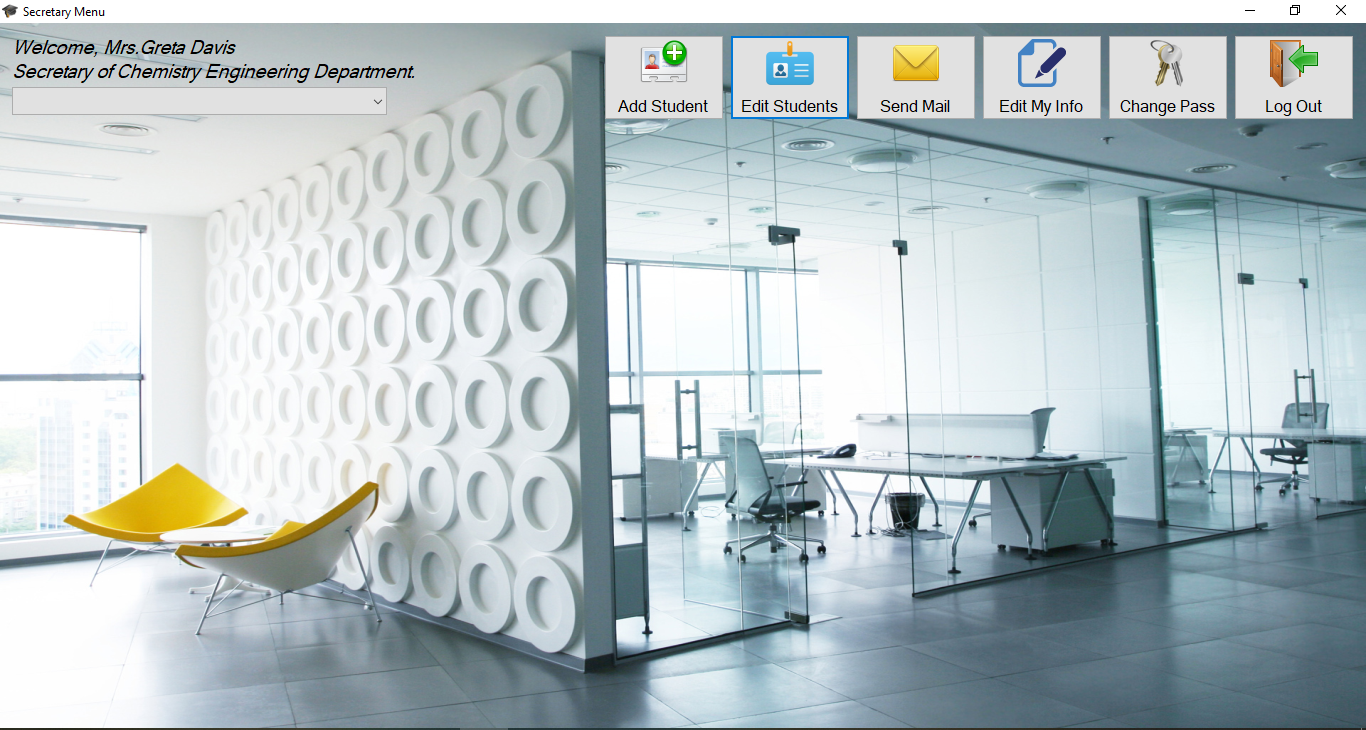 Secretary Menu
Welcome, Mrs.Greta Davis
Secretary of Chemistry Engineering Department.
Add Student
Edit Students
Send Mail
Edit My Info
Change Pass
Log Out